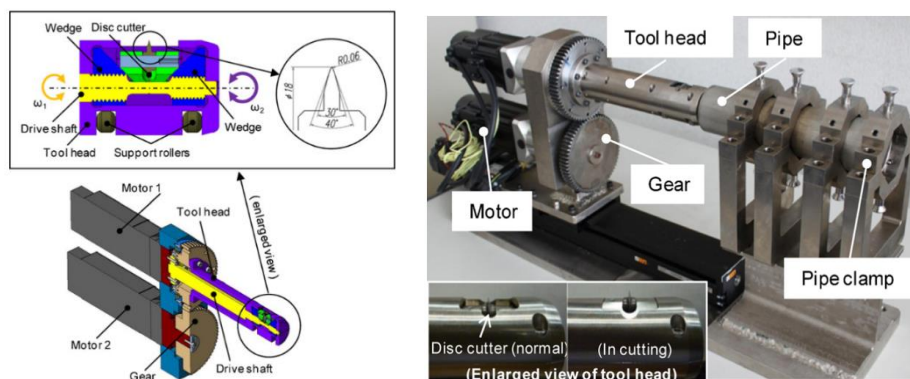 Wedge
Disc cutter
R0.06
φ18
30°
40°
ω1
ω2
Drive shaft
Wedge
Tool head
Support rollers
Motor 1
Tool head
(enlarged view)
Motor 2
Gear
Drive shaft
Tool head
Pipe
Gear
Motor
Pipe clamp
Disc cutter (normal)
(In cutting)
(Enlarged view of tool head)